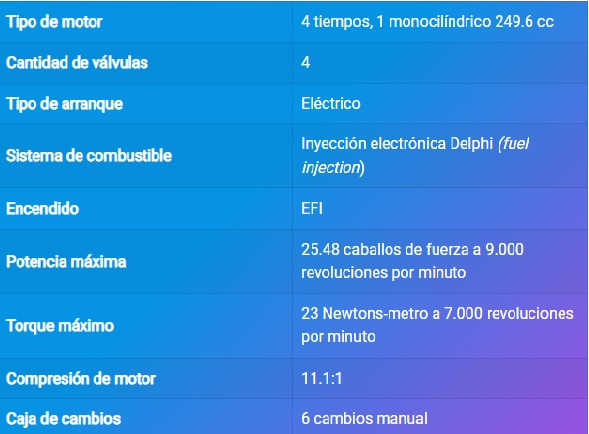 Tipo de motor 4 tiempos, 1 monocilíndrico 249.6 cc
Cantidad de válvulas 4
Tipo de arranque Eléctrico
Sistema de combustible Inyección electrónica Delphi (fuel
injection)
Encendido EFI
Potencia máxima 25.48 caballos de fuerza a 9.000
revoluciones por minuto
Torque máximo 23 Newtons-metro a 7.000 revoluciones
por minuto
Compresión de motor 11.1:1
Caja de cambios 6 cambios manual